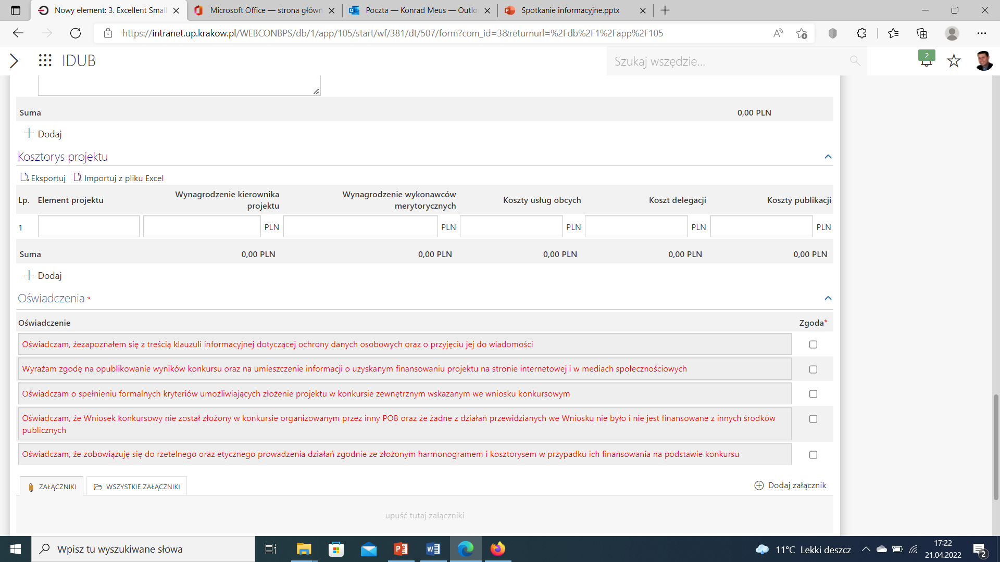 Nowy element: 3. Excellent Small
Microsoft Office — strona główn
Poczta — Konrad Meus — Outlo
Spotkanie informacyjne.pptx
https://intranet.up.krakow.pl/WEBCONBPS/db/1/app/105/start/wf/381/dt/507/form?com_id=3&returnurl=%2Fdb%2F1%2Fapp%2F105
IDUB
Szukaj wszędzie...
2
Suma 0,00 PLN
Dodaj
Kosztorys projektu
Eksportuj Importuj z pliku Excel
Lp. Element projektu Wynagrodzenie kierownika projektu Wynagrodzenie wykonawców merytorycznych Koszty usług obcych Koszt delegacji Koszty publikacji
1 PLN PLN PLN PLN PLN
Suma 0,00 PLN 0,00 PLN 0,00 PLN 0,00 PLN 0,00 PLN
Dodaj
Oświadczenia *
Oświadczenie Zgoda*
Oświadczam, żezapoznałem się z treścią klauzuli informacyjnej dotyczącej ochrony danych osobowych oraz o przyjęciu jej do wiadomości
Wyrażam zgodę na opublikowanie wyników konkursu oraz na umieszczenie informacji o uzyskanym finansowaniu projektu na stronie internetowej i w mediach społecznościowych
Oświadczam o spełnieniu formalnych kryteriów umożliwiających złożenie projektu w konkursie zewnętrznym wskazanym we wniosku konkursowym
Oświadczam, że Wniosek konkursowy nie został złożony w konkursie organizowanym przez inny POB oraz że żadne z działań przewidzianych we Wniosku nie było i nie jest finansowane z innych środków
publicznych
Oświadczam, że zobowiązuję się do rzetelnego oraz etycznego prowadzenia działań zgodnie ze złożonym harmonogramem i kosztorysem w przypadku ich finansowania na podstawie konkursu
ZAŁĄCZNIKI WSZYSTKIE ZAŁĄCZNIKI Dodaj załącznik
upuść tutaj załączniki
Wpisz tu wyszukiwane słowa
11°C Lekki deszcz
17:22
21.04.2022
2